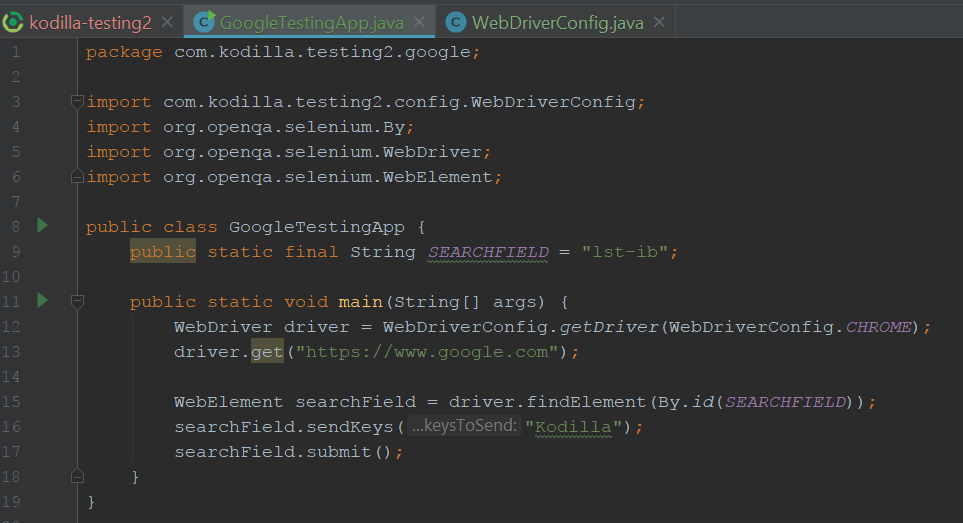 kodilla-testing2 GoogleTestingApp.java WebDriverConfig.java
1 package com.kodilla.testing2.google;
2
3 import com.kodilla.testing2.config.WebDriverConfig;
4 import org.openqa.selenium.By;
5 import org.openqa.selenium.WebDriver;
6 import org.openqa.selenium.WebElement;
7
8 public class GoogleTestingApp {
9     public static final String SEARCHFIELD = "lst-ib";
10
11     public static void main(String[] args) {
12         WebDriver driver = WebDriverConfig.getDriver(WebDriverConfig.CHROME);
13         driver.get("https://www.google.com");
14
15         WebElement searchField = driver.findElement(By.id(SEARCHFIELD));
16         searchField.sendKeys( ...keysToSend: "Kodilla");
17         searchField.submit();
18     }
19 }